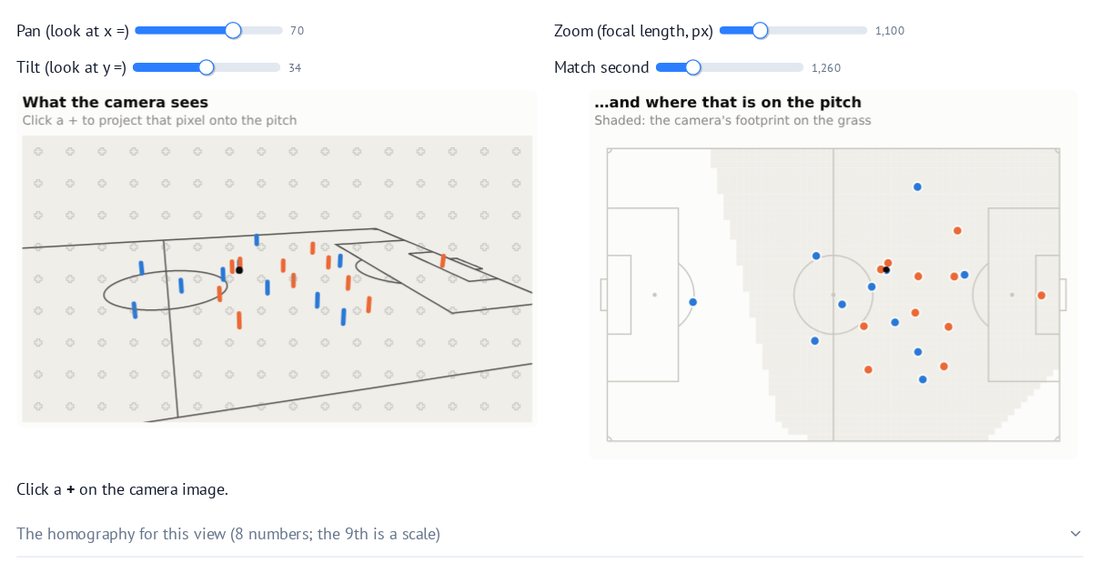 Pan (look at x =) 70
Zoom (focal length, px) 1,100
Tilt (look at y =) 34
Match second 1,260
What the camera sees
Click a + to project that pixel onto the pitch
...and where that is on the pitch
Shaded: the camera's footprint on the grass
Click a + on the camera image.
The homography for this view (8 numbers; the 9th is a scale)